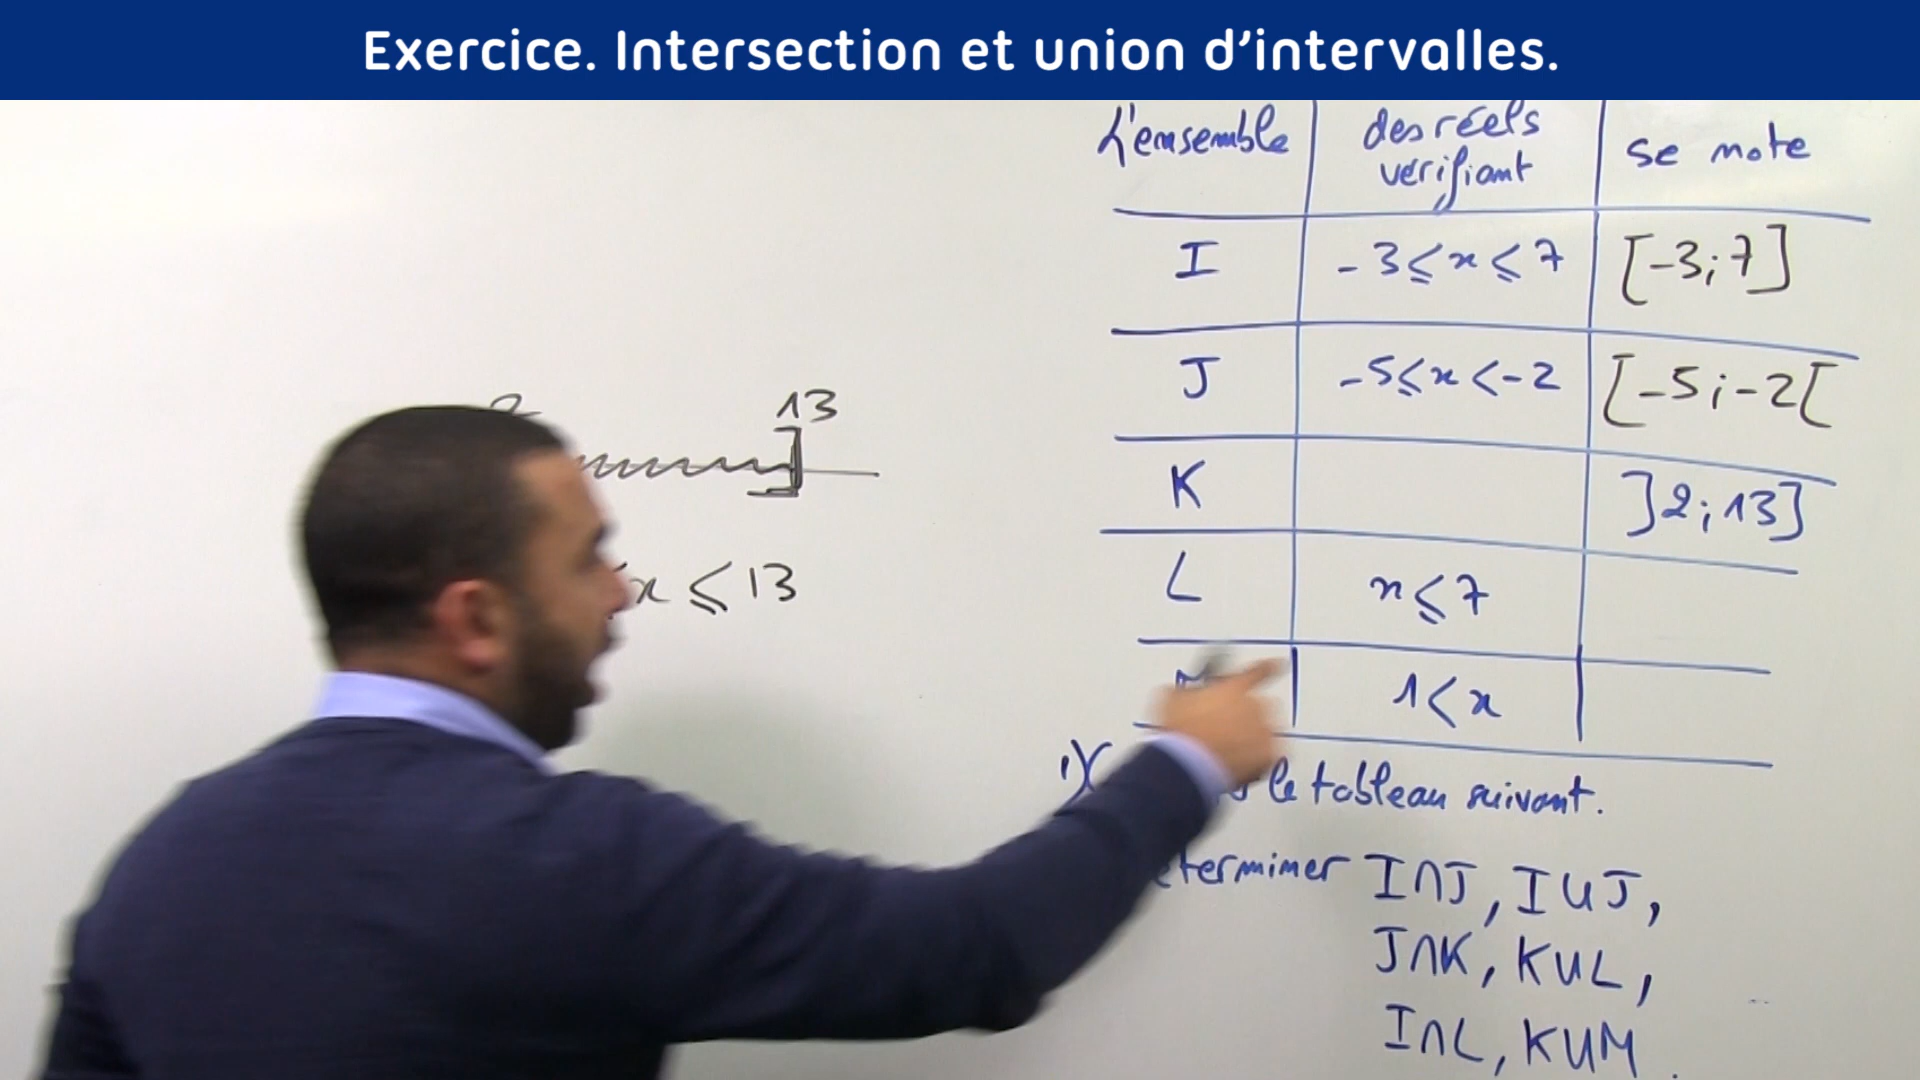 Exercice. Intersection et union d’intervalles.
L'ensemble | des réels vérifiant | se note
I | -3 ⩽ x ⩽ 7 | [-3;7]
J | -5 ⩽ x < -2 | [-5;-2[
K | | ]2;13]
L | x ⩽ 7
M | 1 < x
13
x ⩽ 13
1) le tableau suivant.
I∩J, I∪J,
J∩K, K∪L,
I∩L, K∪M.